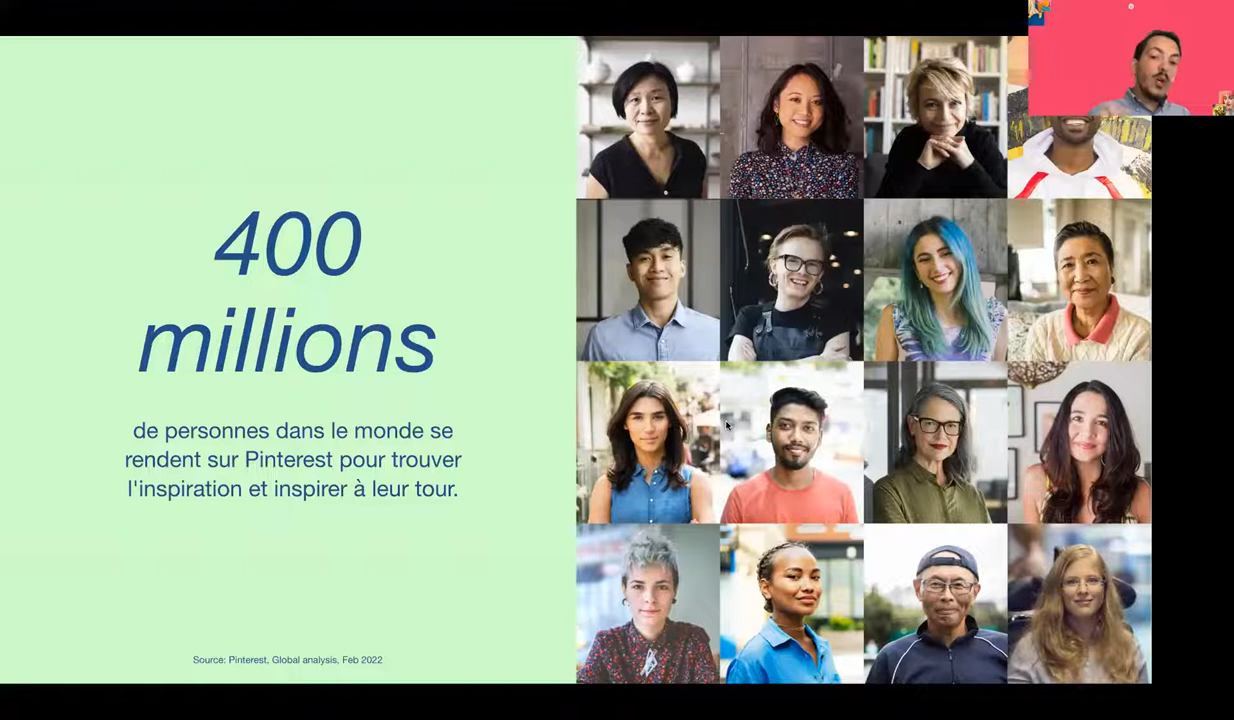 400
millions
de personnes dans le monde se
rendent sur Pinterest pour trouver
l'inspiration et inspirer à leur tour.
Source: Pinterest, Global analysis, Feb 2022